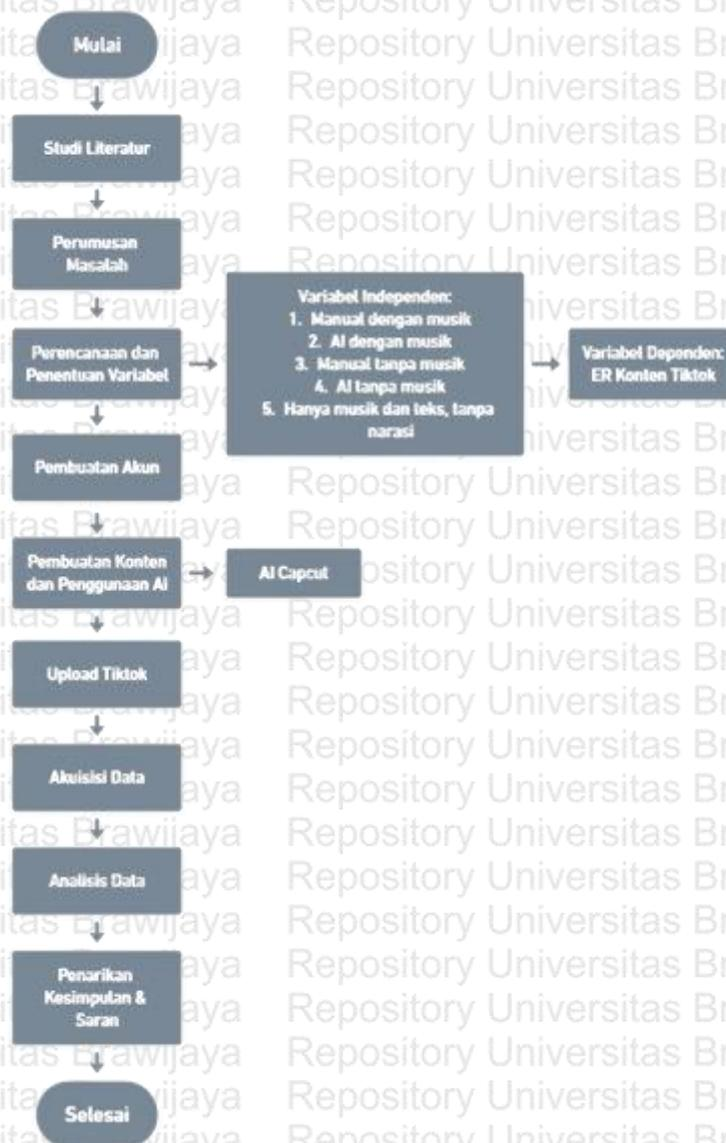 Mulai
Studi Literatur
Perumusan
Masalah
Perencanaan dan
Penentuan Variabel
Variabel Independen:
1. Manual dengan musik
2. AI dengan musik
3. Manual tanpa musik
4. AI tanpa musik
5. Hanya musik dan teks, tanpa
narasi
Variabel Dependen:
ER Konten Tiktok
Pembuatan Akun
Pembuatan Konten
dan Penggunaan AI
AI Capcut
Upload Tiktok
Akuisisi Data
Analisis Data
Penarikan
Kesimpulan &
Saran
Selesai
Repository Universitas